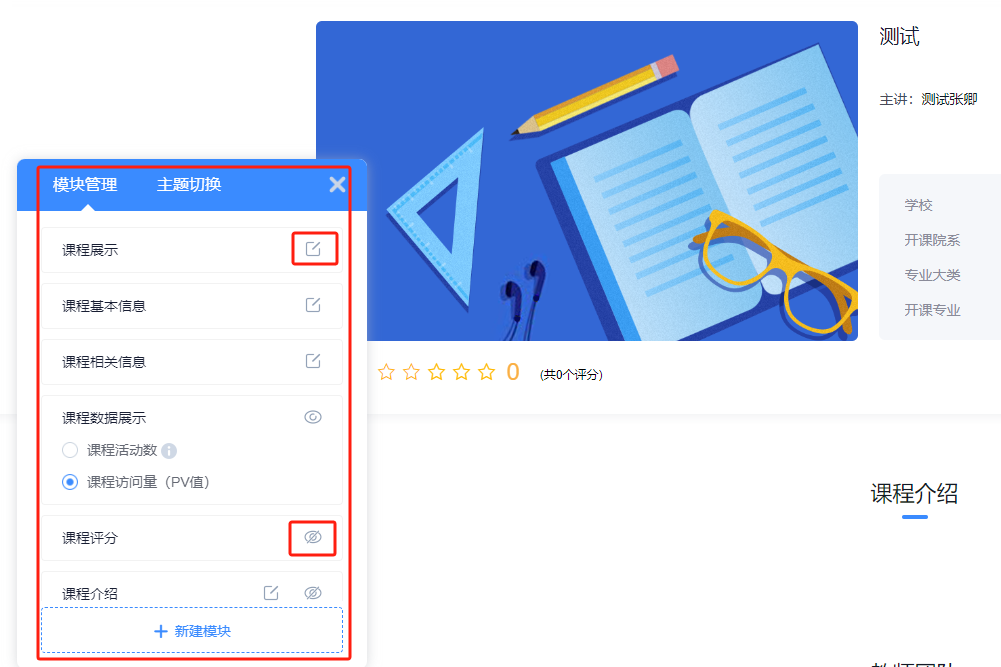 测试
主讲：测试张卿
模块管理 主题切换
学校
开课院系
专业大类
开课专业
课程展示
课程基本信息
课程相关信息
0 (共0个评分)
课程数据展示
课程活动数
课程访问量（PV值）
课程评分
课程介绍
新建模块
课程介绍